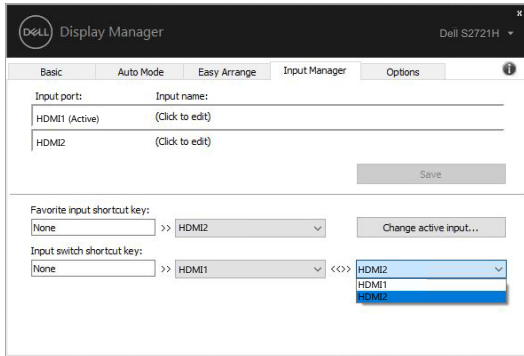 DELL Display Manager
Dell S2721H
Basic Auto Mode Easy Arrange Input Manager Options
Input port: Input name:
HDMI1 (Active) (Click to edit)
HDMI2 (Click to edit)
Save
Favorite input shortcut key:
None >> HDMI2 Change active input...
Input switch shortcut key:
None >> HDMI1 <<>> HDMI2
HDMI1
HDMI2